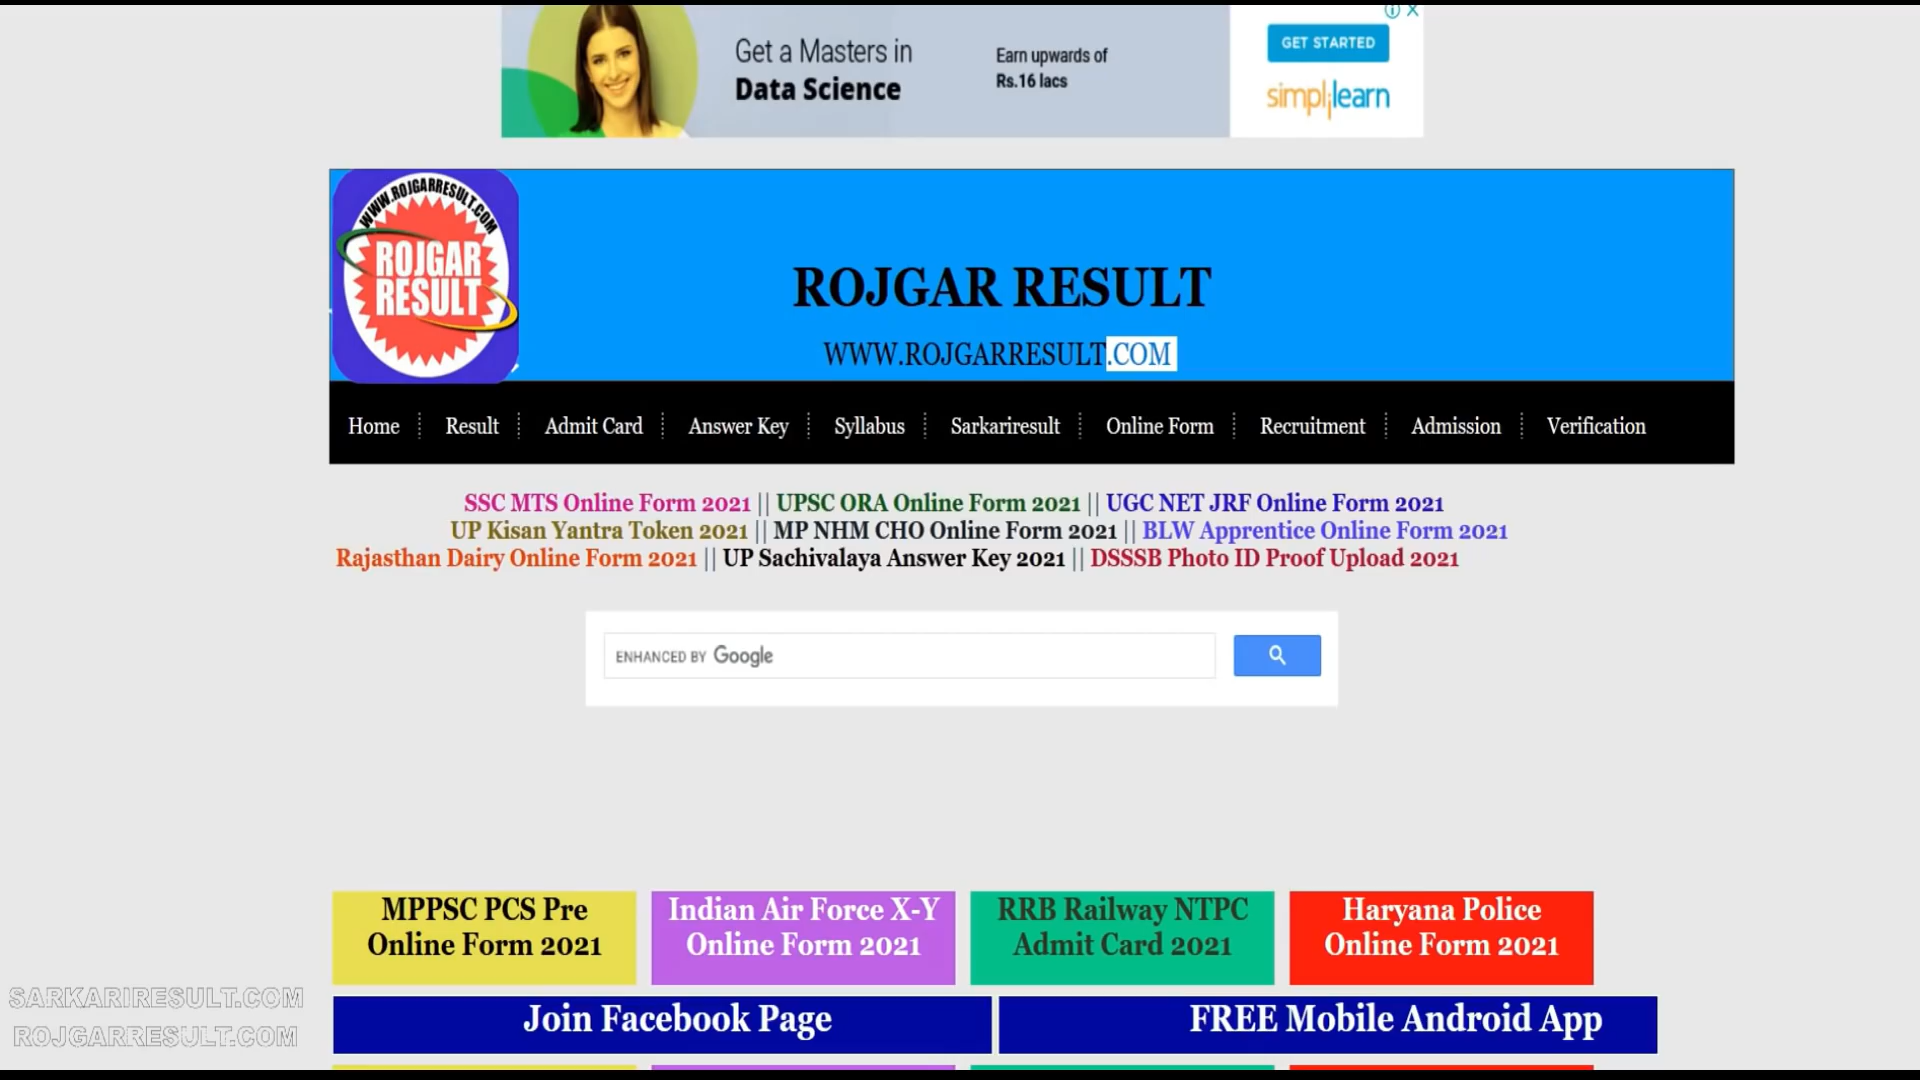 Get a Masters in
Data Science
Earn upwards of
Rs.16 lacs
GET STARTED
simplilearn
WWW.ROJGARRESULT.COM
ROJGAR
RESULT
ROJGAR RESULT
WWW.ROJGARRESULT.COM
Home Result Admit Card Answer Key Syllabus Sarkariresult Online Form Recruitment Admission Verification
SSC MTS Online Form 2021 || UPSC ORA Online Form 2021 || UGC NET JRF Online Form 2021
UP Kisan Yantra Token 2021 || MP NHM CHO Online Form 2021 || BLW Apprentice Online Form 2021
Rajasthan Dairy Online Form 2021 || UP Sachivalaya Answer Key 2021 || DSSSB Photo ID Proof Upload 2021
ENHANCED BY Google
MPPSC PCS Pre
Online Form 2021
Indian Air Force X-Y
Online Form 2021
RRB Railway NTPC
Admit Card 2021
Haryana Police
Online Form 2021
Join Facebook Page
FREE Mobile Android App
SARKARIRESULT.COM
ROJGARRESULT.COM